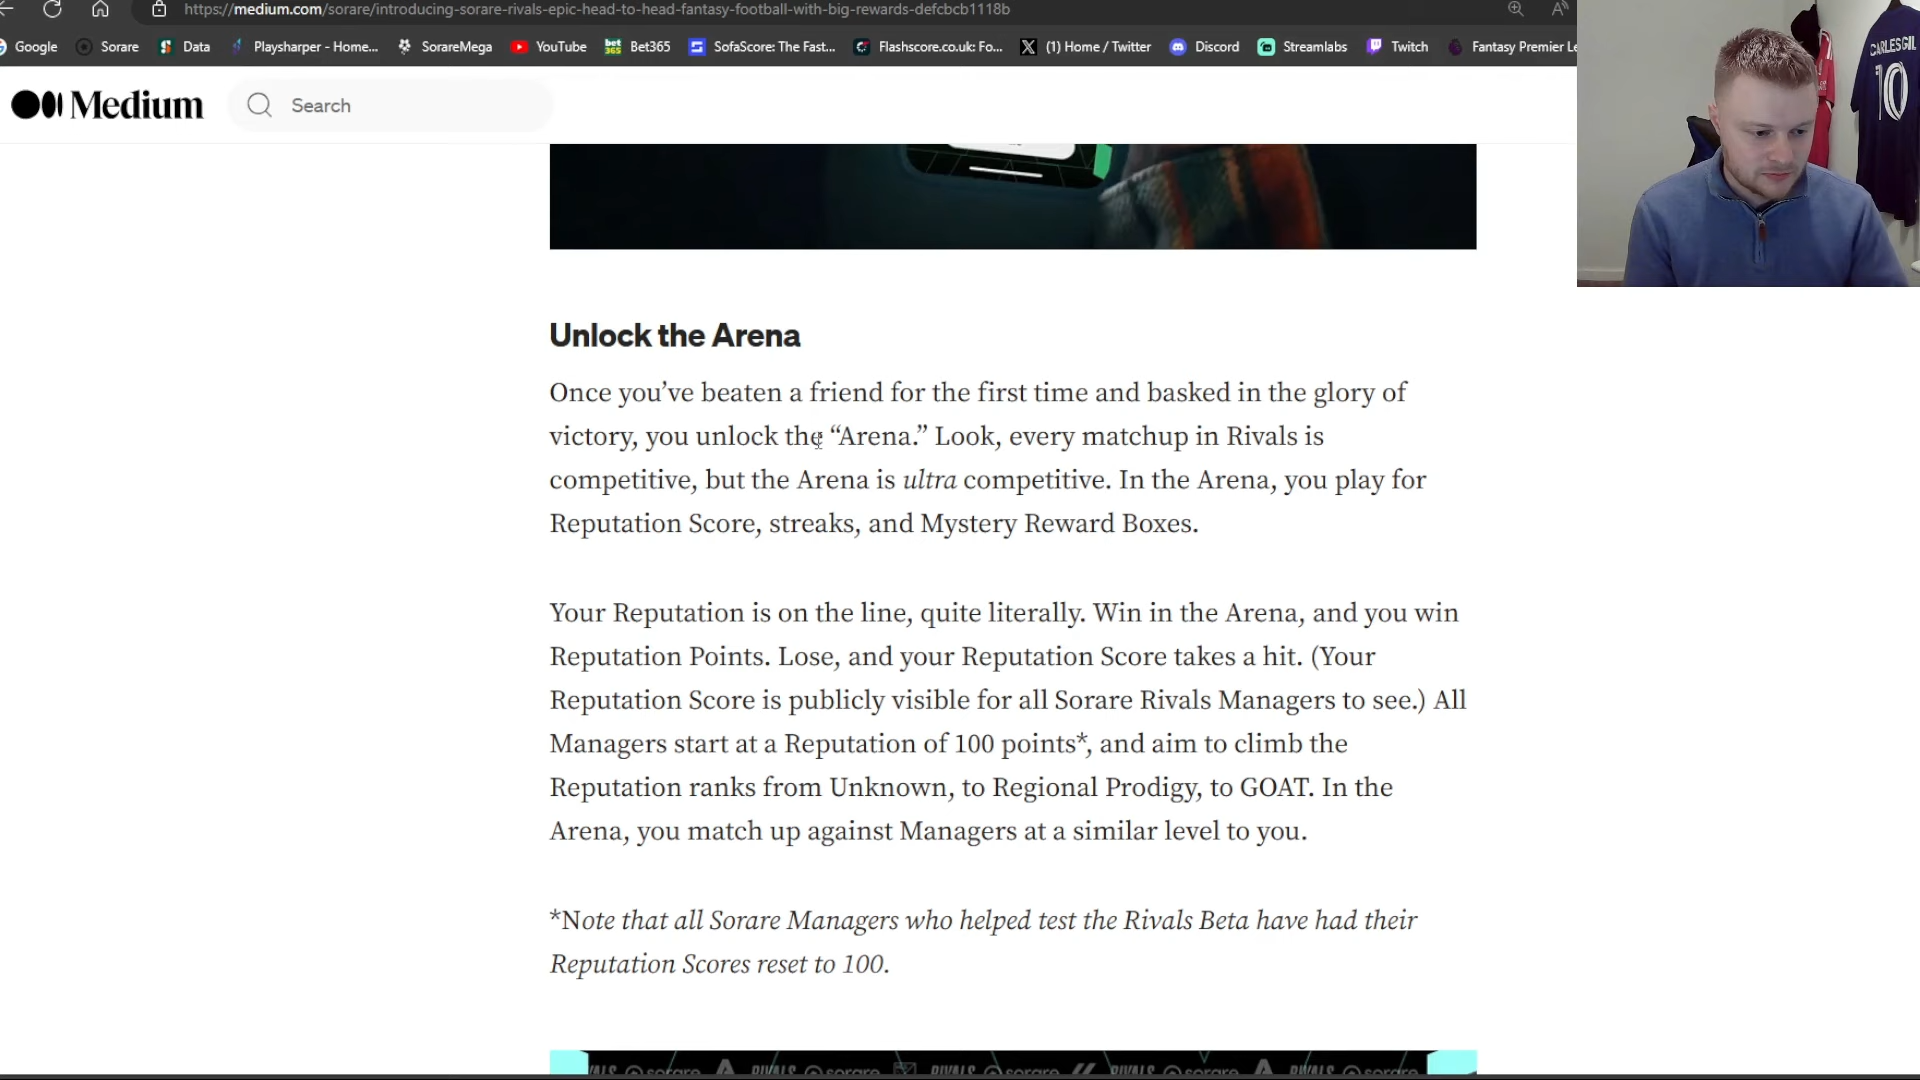 https://medium.com/sorare/introducing-sorare-rivals-epic-head-to-head-fantasy-football-with-big-rewards-defcbcb1118b
Google Sorare Data Playsharper - Home... SorareMega YouTube Bet365 SofaScore: The Fast... Flashscore.co.uk: Fo... (1) Home / Twitter Discord Streamlabs Twitch Fantasy Premier Le
Medium Search
CARLES GIL
10
Unlock the Arena
Once you’ve beaten a friend for the first time and basked in the glory of
victory, you unlock the “Arena.” Look, every matchup in Rivals is
competitive, but the Arena is ultra competitive. In the Arena, you play for
Reputation Score, streaks, and Mystery Reward Boxes.
Your Reputation is on the line, quite literally. Win in the Arena, and you win
Reputation Points. Lose, and your Reputation Score takes a hit. (Your
Reputation Score is publicly visible for all Sorare Rivals Managers to see.) All
Managers start at a Reputation of 100 points*, and aim to climb the
Reputation ranks from Unknown, to Regional Prodigy, to GOAT. In the
Arena, you match up against Managers at a similar level to you.
*Note that all Sorare Managers who helped test the Rivals Beta have had their
Reputation Scores reset to 100.
sorare RIVALS sorare RIVALS sorare RIVALS sorare RIVALS sorare